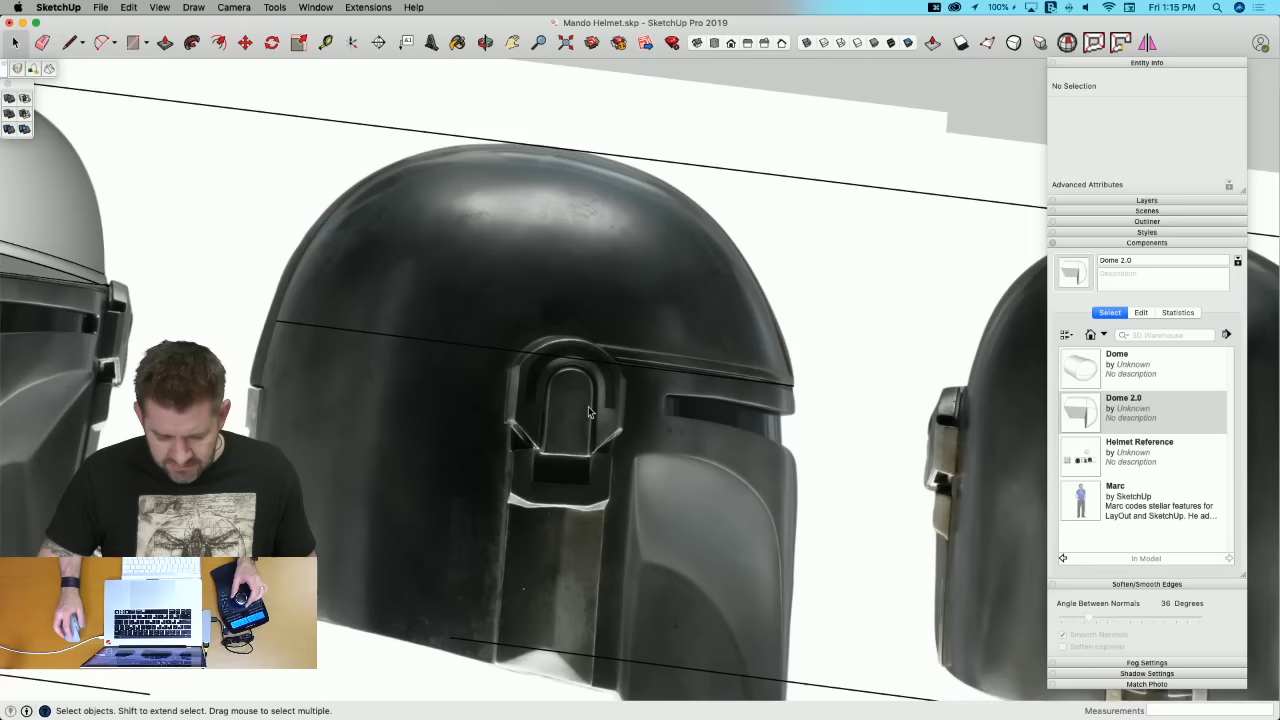 SketchUp File Edit View Draw Camera Tools Window Extensions Help 100% Fri 1:15 PM
Mando Helmet.skp - SketchUp Pro 2019
Entity Info
No Selection
Advanced Attributes
Layers
Scenes
Outliner
Styles
Components
Dome 2.0
Description
Select Edit Statistics
3D Warehouse
Dome
by Unknown
No description
Dome 2.0
by Unknown
No description
Helmet Reference
by Unknown
No description
Marc
by SketchUp
Marc codes stellar features for
LayOut and SketchUp. He ad...
In Model
Soften/Smooth Edges
Angle Between Normals 36 Degrees
Smooth Normals
Soften coplanar
Fog Settings
Shadow Settings
Match Photo
Select objects. Shift to extend select. Drag mouse to select multiple. Measurements